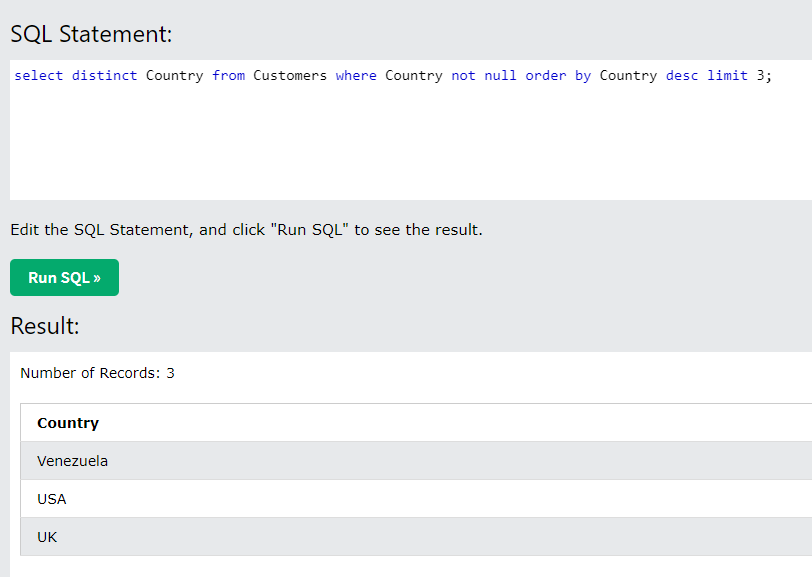 SQL Statement:
select distinct Country from Customers where Country not null order by Country desc limit 3;
Edit the SQL Statement, and click "Run SQL" to see the result.
Run SQL »
Result:
Number of Records: 3
Country
Venezuela
USA
UK